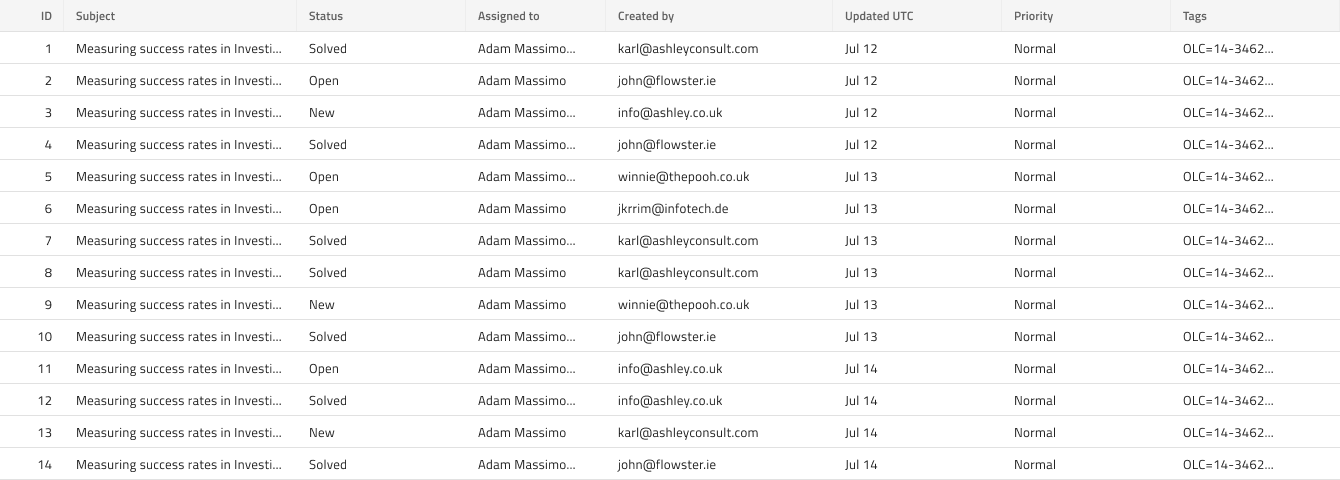 ID Subject Status Assigned to Created by Updated UTC Priority Tags
1 Measuring success rates in Investi... Solved Adam Massimo... karl@ashleyconsult.com Jul 12 Normal OLC=14-3462...
2 Measuring success rates in Investi... Open Adam Massimo john@flowster.ie Jul 12 Normal OLC=14-3462...
3 Measuring success rates in Investi... New Adam Massimo... info@ashley.co.uk Jul 12 Normal OLC=14-3462...
4 Measuring success rates in Investi... Solved Adam Massimo... john@flowster.ie Jul 12 Normal OLC=14-3462...
5 Measuring success rates in Investi... Open Adam Massimo winnie@thepooh.co.uk Jul 13 Normal OLC=14-3462...
6 Measuring success rates in Investi... Open Adam Massimo jkrrim@infotech.de Jul 13 Normal OLC=14-3462...
7 Measuring success rates in Investi... Solved Adam Massimo... karl@ashleyconsult.com Jul 13 Normal OLC=14-3462...
8 Measuring success rates in Investi... Solved Adam Massimo karl@ashleyconsult.com Jul 13 Normal OLC=14-3462...
9 Measuring success rates in Investi... New Adam Massimo winnie@thepooh.co.uk Jul 13 Normal OLC=14-3462...
10 Measuring success rates in Investi... Solved Adam Massimo... john@flowster.ie Jul 13 Normal OLC=14-3462...
11 Measuring success rates in Investi... Open Adam Massimo... info@ashley.co.uk Jul 14 Normal OLC=14-3462...
12 Measuring success rates in Investi... Solved Adam Massimo... info@ashley.co.uk Jul 14 Normal OLC=14-3462...
13 Measuring success rates in Investi... New Adam Massimo karl@ashleyconsult.com Jul 14 Normal OLC=14-3462...
14 Measuring success rates in Investi... Solved Adam Massimo... john@flowster.ie Jul 14 Normal OLC=14-3462...